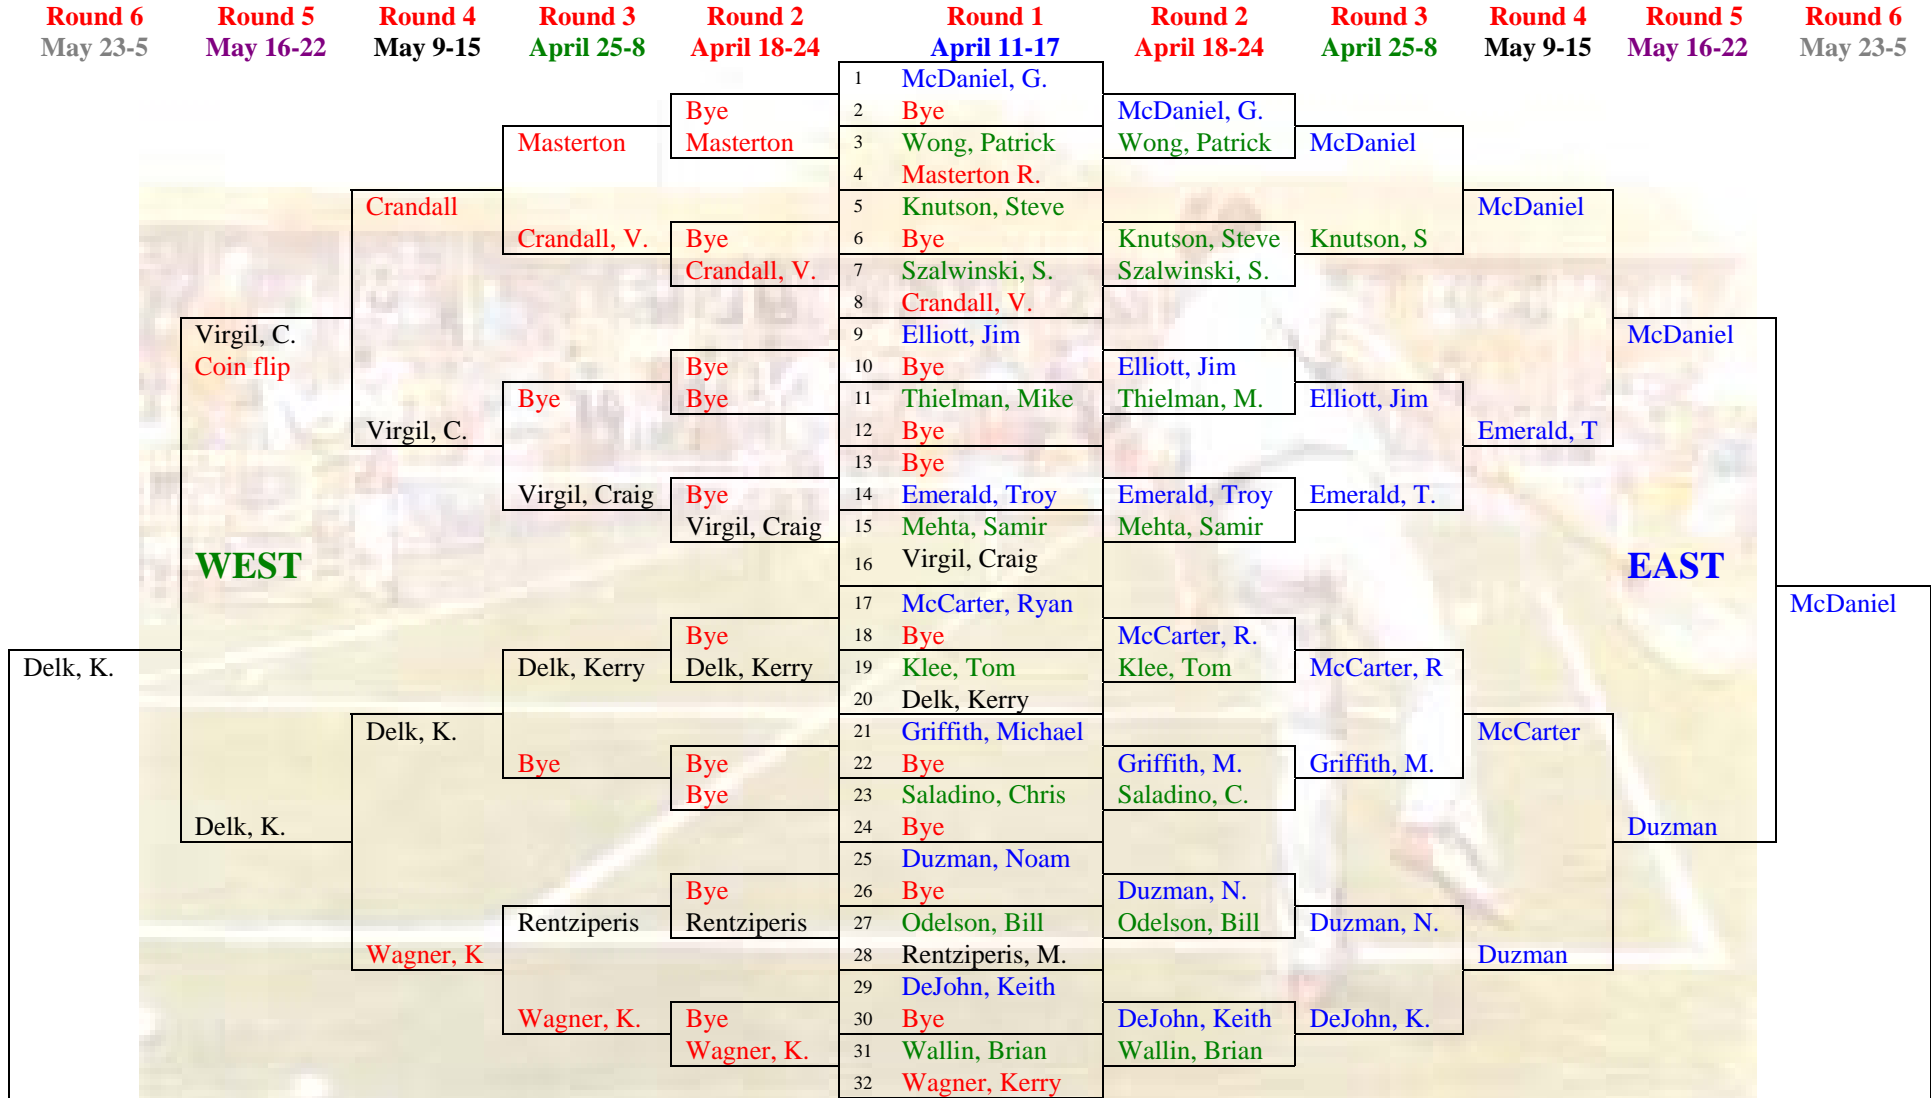 Round 6 Round 5 Round 4 Round 3 Round 2 Round 1 Round 2 Round 3 Round 4 Round 5 Round 6
May 23-5 May 16-22 May 9-15 April 25-8 April 18-24 April 11-17 April 18-24 April 25-8 May 9-15 May 16-22 May 23-5
1 McDaniel, G.
Bye 2 Bye McDaniel, G.
Masterton Masterton 3 Wong, Patrick Wong, Patrick McDaniel
4 Masterton R.
Crandall 5 Knutson, Steve McDaniel
Crandall, V. Bye 6 Bye Knutson, Steve Knutson, S
Crandall, V. 7 Szalwinski, S. Szalwinski, S.
8 Crandall, V.
Virgil, C. 9 Elliott, Jim McDaniel
Coin flip Bye 10 Bye Elliott, Jim
Bye Bye 11 Thielman, Mike Thielman, M. Elliott, Jim
Virgil, C. 12 Bye Emerald, T
13 Bye
Virgil, Craig Bye 14 Emerald, Troy Emerald, Troy Emerald, T.
Virgil, Craig 15 Mehta, Samir Mehta, Samir
WEST 16 Virgil, Craig EAST
17 McCarter, Ryan McDaniel
Bye 18 Bye McCarter, R.
Delk, K. Delk, Kerry Delk, Kerry 19 Klee, Tom Klee, Tom McCarter, R
20 Delk, Kerry
Delk, K. 21 Griffith, Michael McCarter
Bye Bye 22 Bye Griffith, M. Griffith, M.
Bye 23 Saladino, Chris Saladino, C.
Delk, K. 24 Bye Duzman
25 Duzman, Noam
Bye 26 Bye Duzman, N.
Rentziperis Rentziperis 27 Odelson, Bill Odelson, Bill Duzman, N.
Wagner, K 28 Rentziperis, M. Duzman
29 DeJohn, Keith
Wagner, K. Bye 30 Bye DeJohn, Keith DeJohn, K.
Wagner, K. 31 Wallin, Brian Wallin, Brian
32 Wagner, Kerry